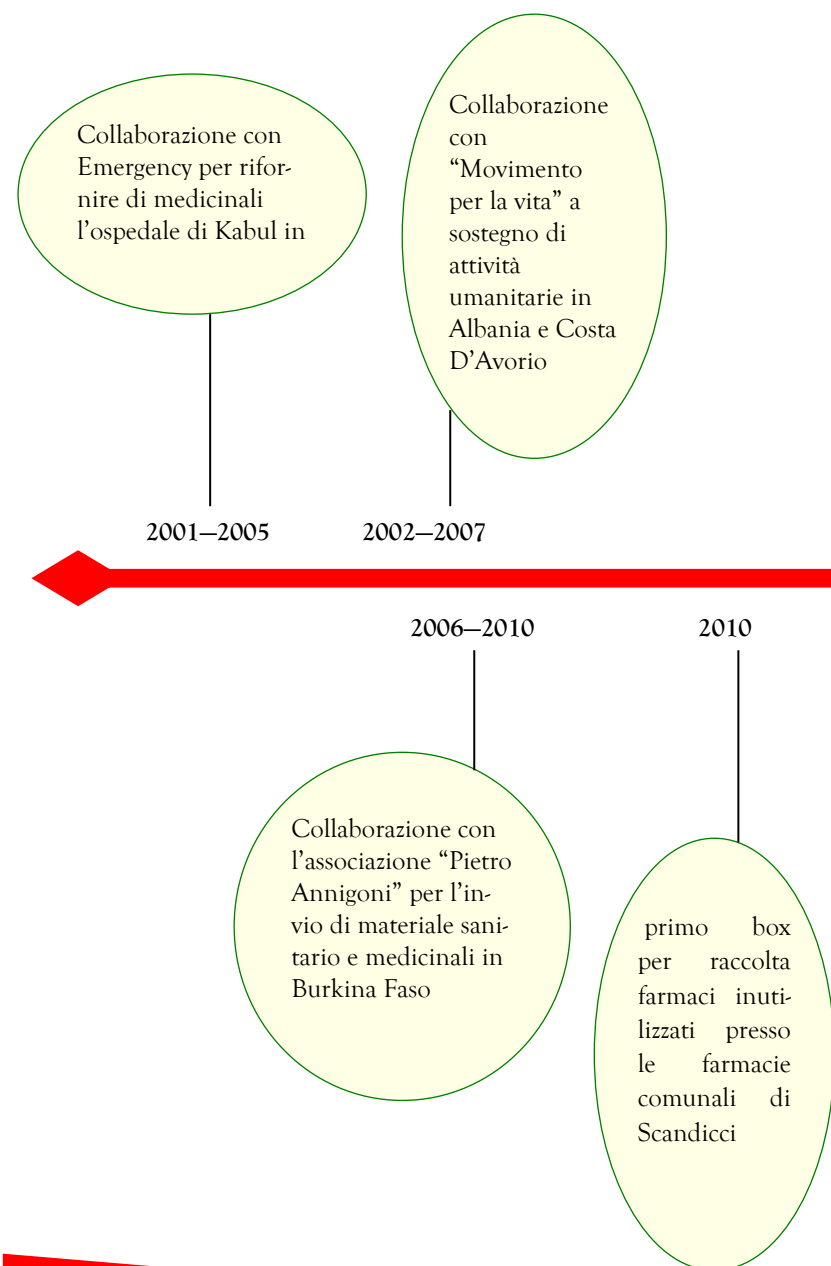 Collaborazione con
Emergency per rifor-
nire di medicinali
l’ospedale di Kabul in
Collaborazione
con
“Movimento
per la vita” a
sostegno di
attività
umanitarie in
Albania e Costa
D’Avorio
2001–2005
2002–2007
2006–2010
2010
Collaborazione con
l’associazione “Pietro
Annigoni” per l’in-
vio di materiale sani-
tario e medicinali in
Burkina Faso
primo box
per raccolta
farmaci inuti-
lizzati presso
le farmacie
comunali di
Scandicci